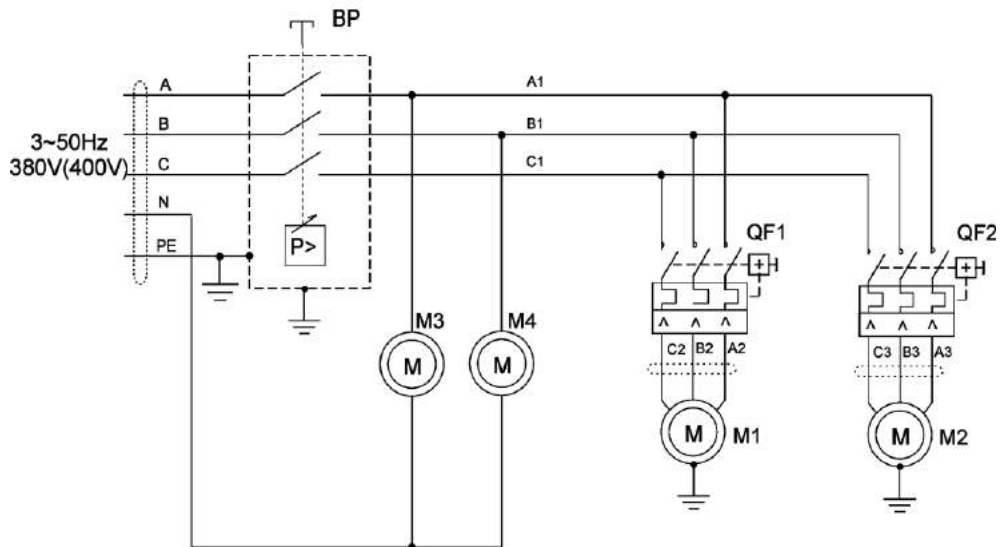 BP
A
A1
B
B1
3~50Hz
380V(400V)
C
C1
N
PE
P>
QF1
QF2
+
+
M3
M4
M
M
C2 B2 A2
C3 B3 A3
M
M1
M
M2